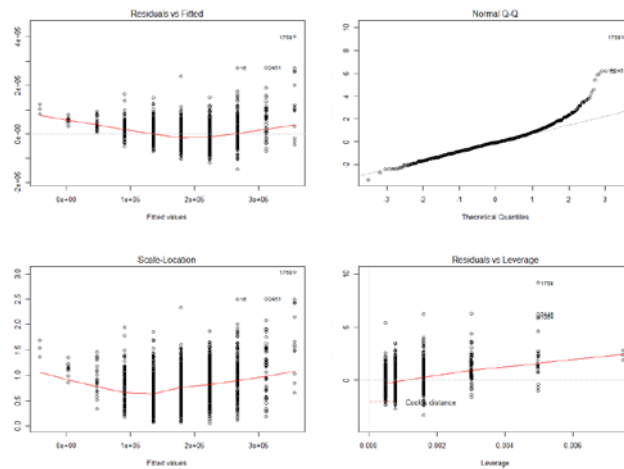 Residuals vs Fitted
4e+05
2e+05
0e+00
-2e+05
1758
0e+00 1e+05 2e+05 3e+05
Fitted values
Normal Q-Q
10
8
6
4
2
0
-2
1758
-3 -2 -1 0 1 2 3
Theoretical Quantiles
Scale-Location
3.0
2.5
2.0
1.5
1.0
0.5
0.0
1758
0e+00 1e+05 2e+05 3e+05
Fitted values
Residuals vs Leverage
10
5
0
1758
Cook's distance
0.000 0.002 0.004 0.006
Leverage